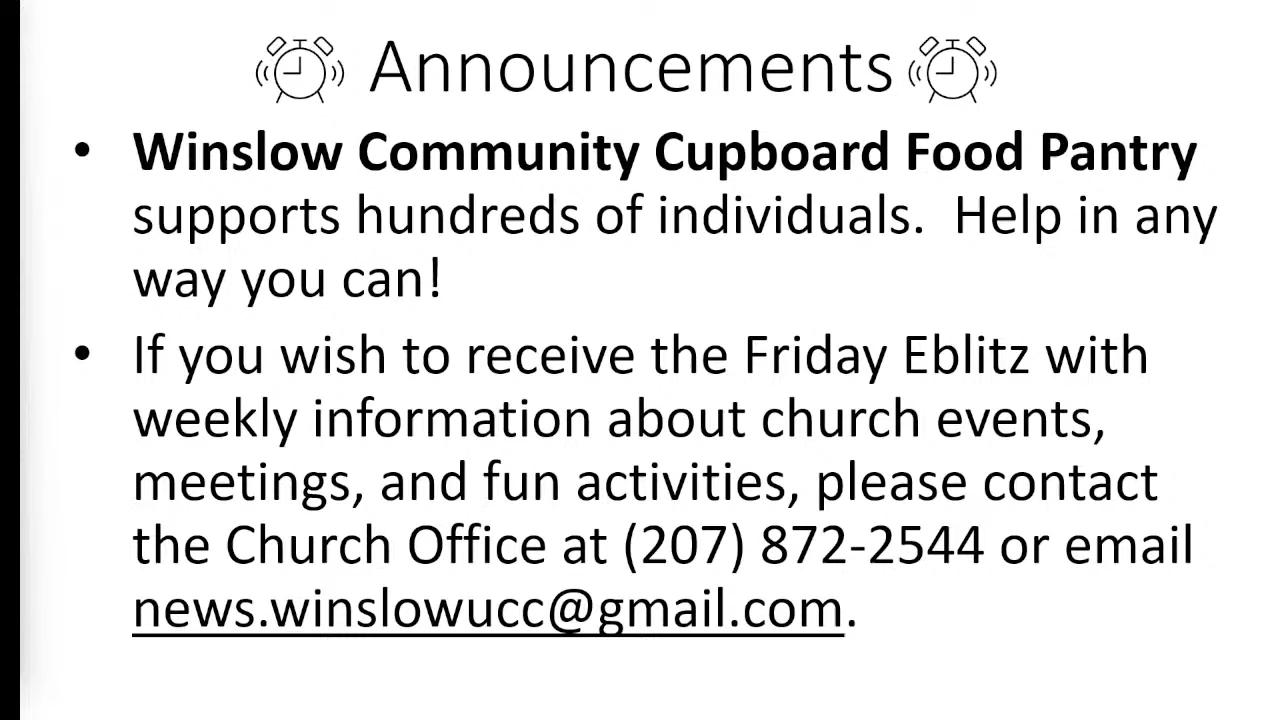 Announcements
• Winslow Community Cupboard Food Pantry
supports hundreds of individuals.  Help in any
way you can!
• If you wish to receive the Friday Eblitz with
weekly information about church events,
meetings, and fun activities, please contact
the Church Office at (207) 872-2544 or email
news.winslowucc@gmail.com.